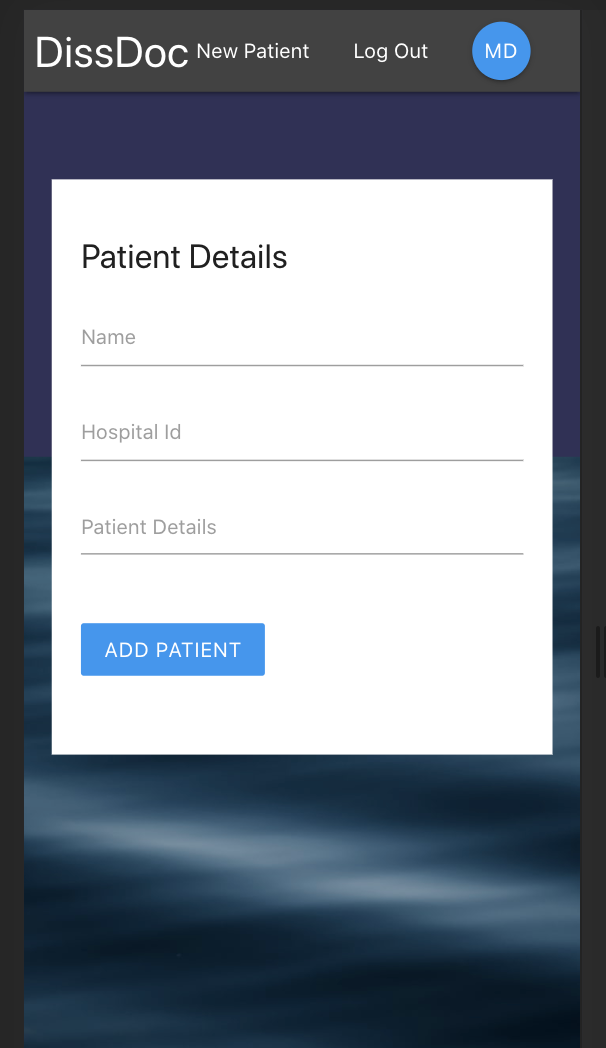 DissDoc New Patient Log Out MD
Patient Details
Name
Hospital Id
Patient Details
ADD PATIENT